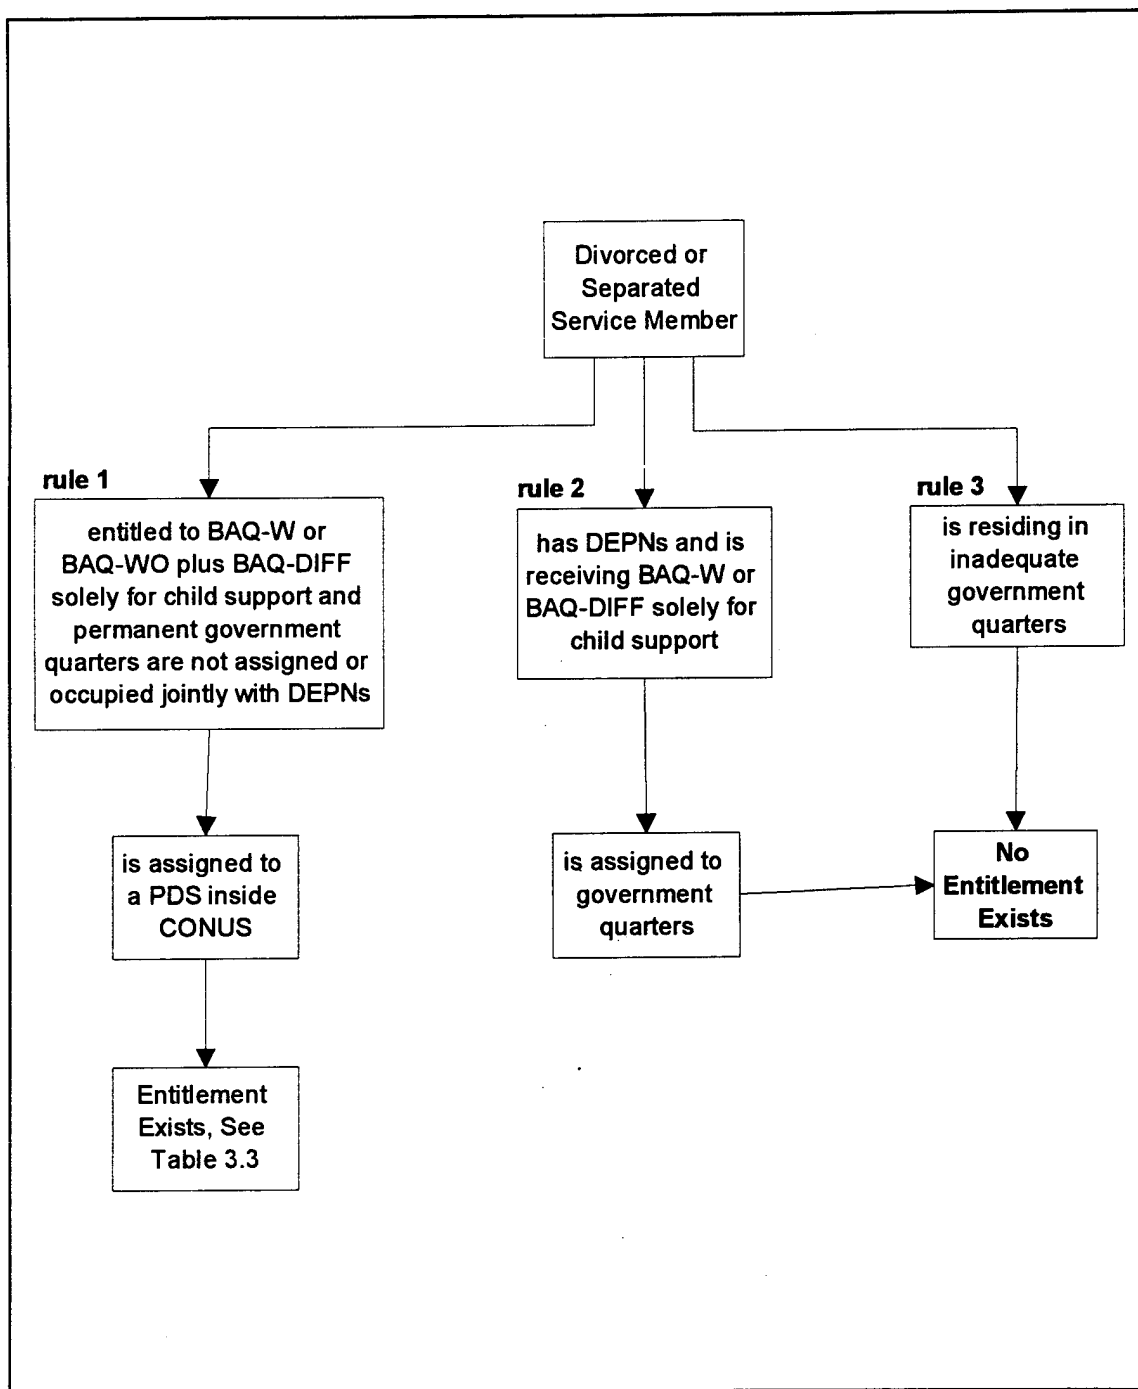 Divorced or
Separated
Service Member
rule 1
entitled to BAQ-W or
BAQ-WO plus BAQ-DIFF
solely for child support and
permanent government
quarters are not assigned or
occupied jointly with DEPNs
is assigned to
a PDS inside
CONUS
Entitlement
Exists, See
Table 3.3
rule 2
has DEPNs and is
receiving BAQ-W or
BAQ-DIFF solely for
child support
is assigned to
government
quarters
rule 3
is residing in
inadequate
government
quarters
No
Entitlement
Exists